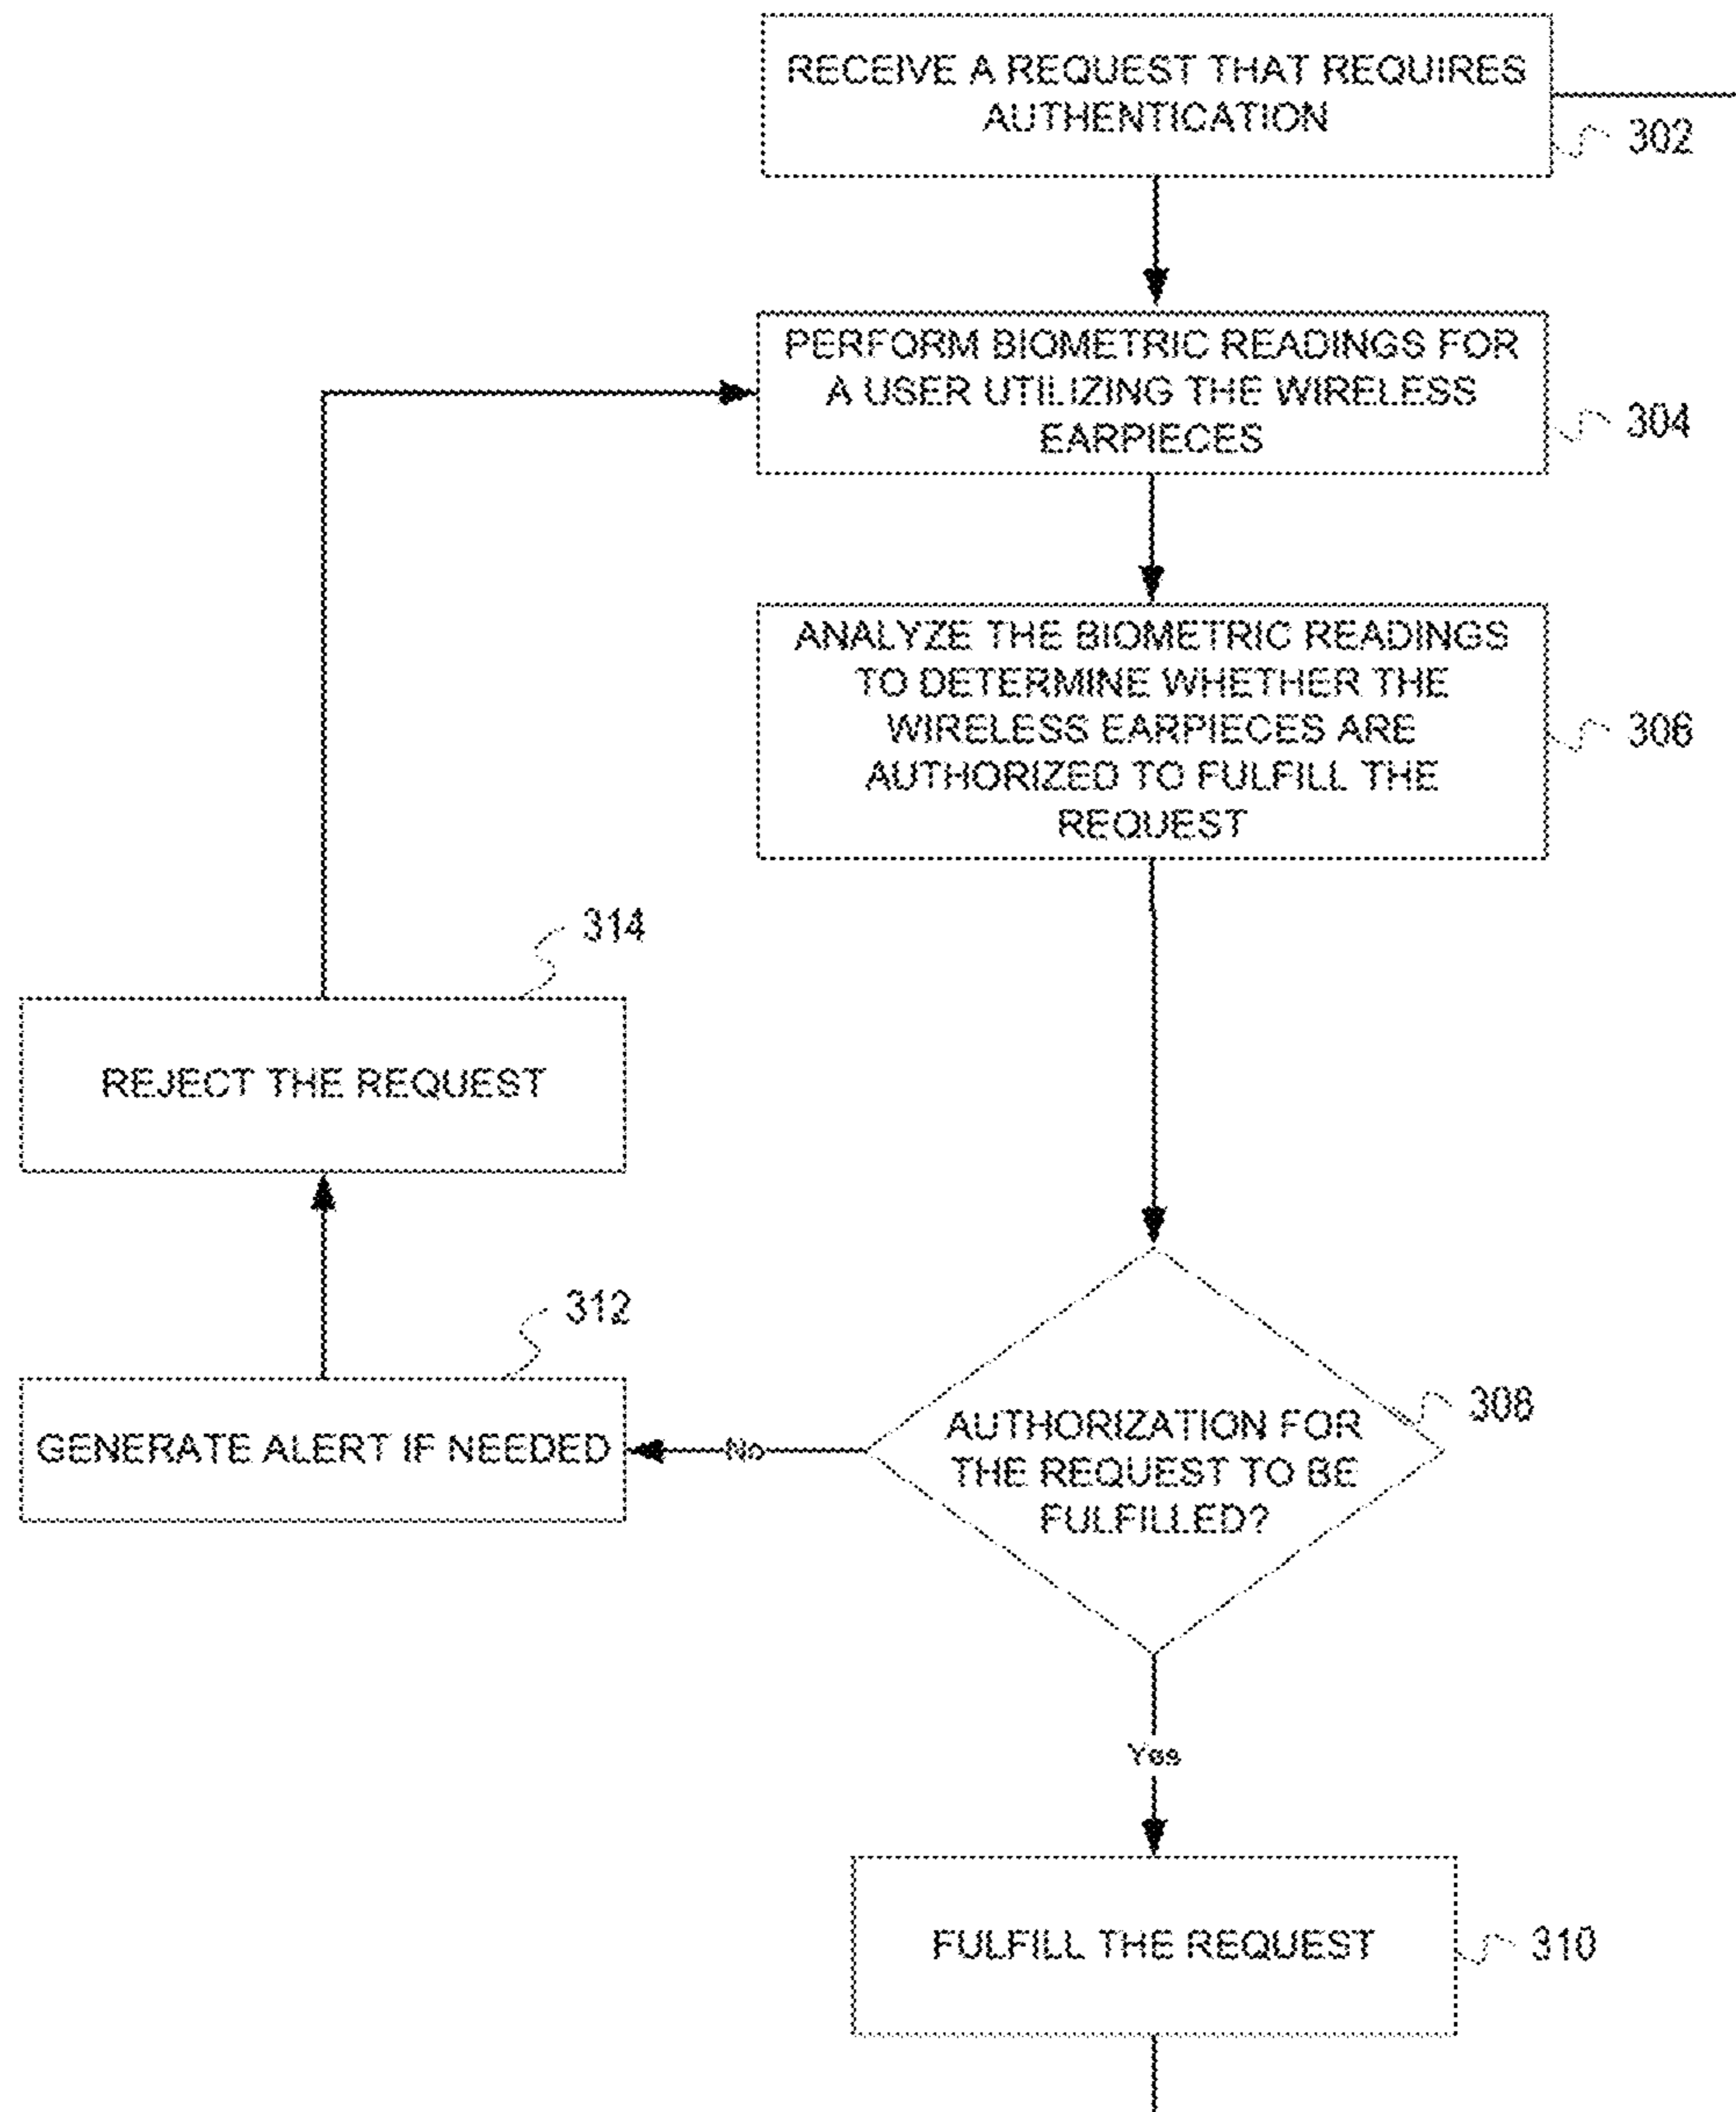 RECEIVE A REQUEST THAT REQUIRES
AUTHENTICATION
302
PERFORM BIOMETRIC READINGS FOR
A USER UTILIZING THE WIRELESS
EARPIECES
304
ANALYZE THE BIOMETRIC READINGS
TO DETERMINE WHETHER THE
WIRELESS EARPIECES ARE
AUTHORIZED TO FULFILL THE
REQUEST
306
314
REJECT THE REQUEST
312
GENERATE ALERT IF NEEDED
No
AUTHORIZATION FOR
THE REQUEST TO BE
FULFILLED?
308
Yes
FULFILL THE REQUEST
310